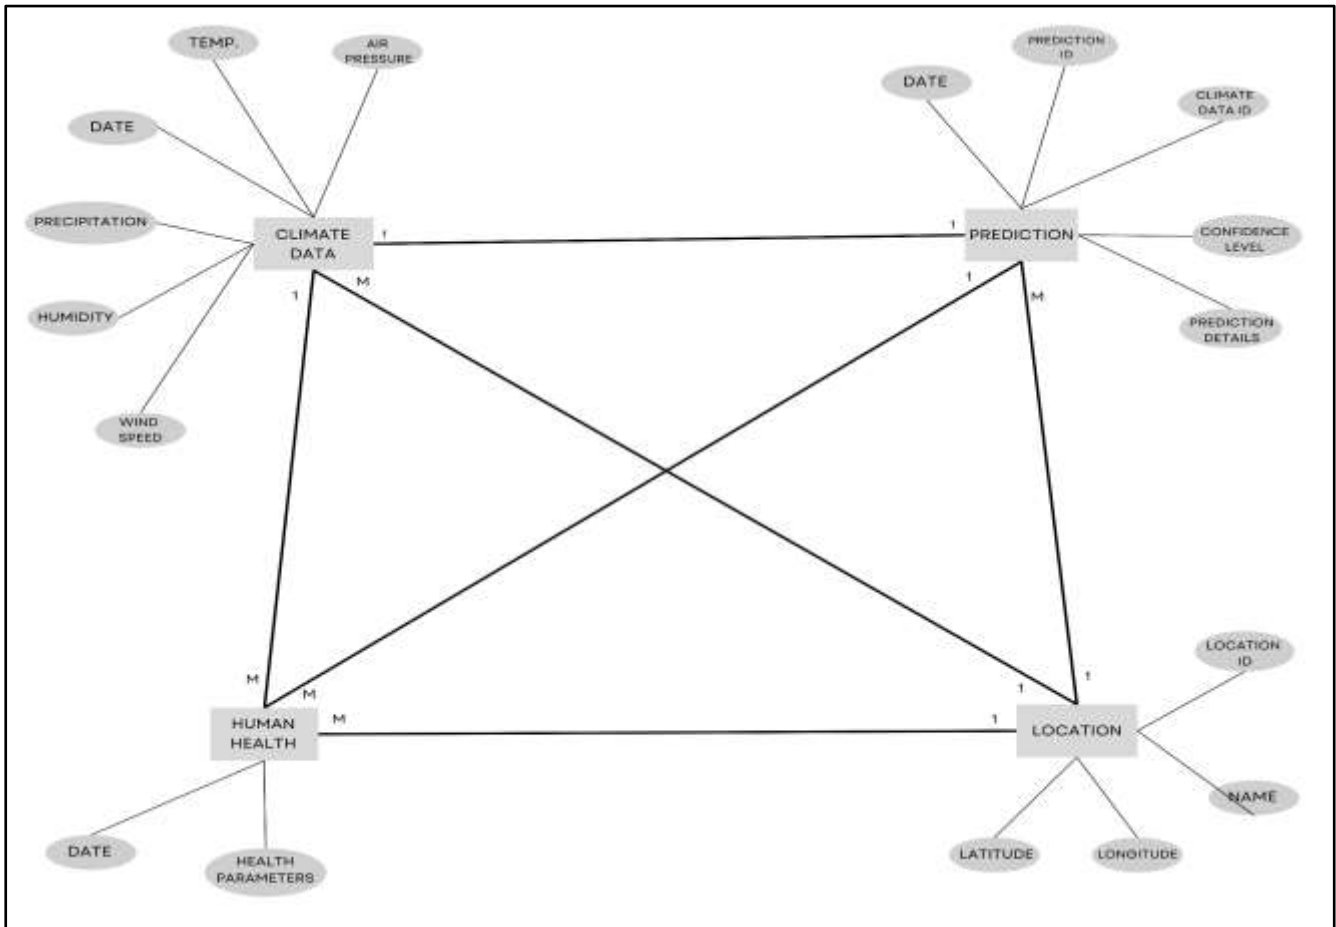 TEMP.
AIR
PRESSURE
DATE
PRECIPITATION
HUMIDITY
WIND
SPEED
CLIMATE
DATA
1
M
1
PREDICTION
ID
DATE
CLIMATE
DATA ID
1
PREDICTION
CONFIDENCE
LEVEL
1
M
PREDICTION
DETAILS
M
M
M
HUMAN
HEALTH
DATE
HEALTH
PARAMETERS
1
1
1
LOCATION
LOCATION
ID
NAME
LATITUDE
LONGITUDE